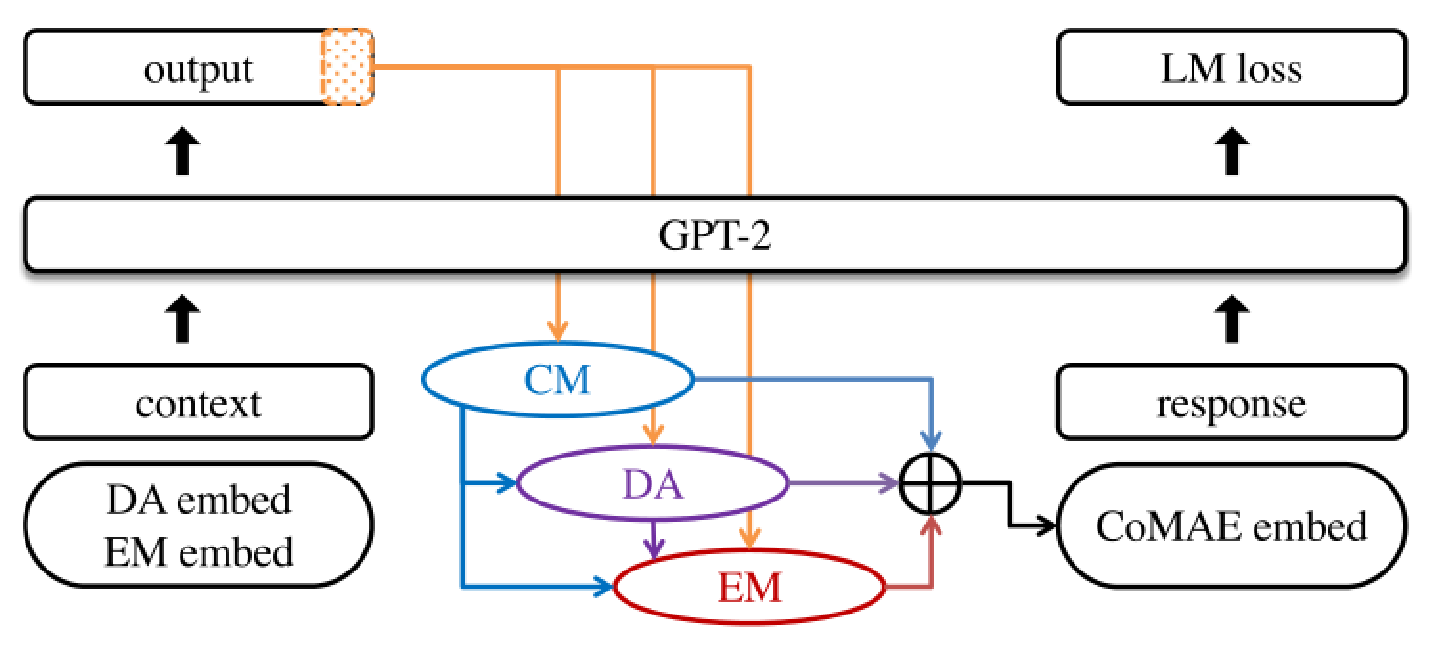 output
LM loss
GPT-2
context
CM
response
DA
DA embed
EM embed
CoMAE embed
EM